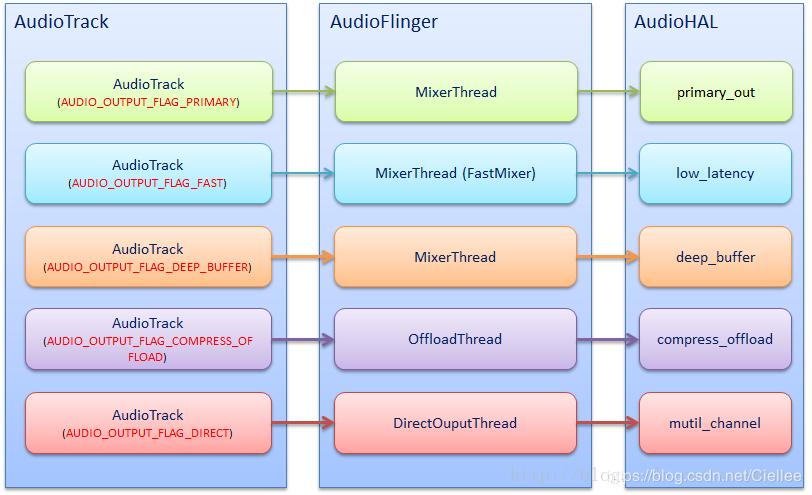 AudioTrack
AudioFlinger
AudioHAL
AudioTrack
(AUDIO_OUTPUT_FLAG_PRIMARY)
MixerThread
primary_out
AudioTrack
(AUDIO_OUTPUT_FLAG_FAST)
MixerThread (FastMixer)
low_latency
AudioTrack
(AUDIO_OUTPUT_FLAG_DEEP_BUFFER)
MixerThread
deep_buffer
AudioTrack
(AUDIO_OUTPUT_FLAG_COMPRESS_OF
FLOAD)
OffloadThread
compress_offload
AudioTrack
(AUDIO_OUTPUT_FLAG_DIRECT)
DirectOuputThread
mutil_channel
https://blog.csdn.net/Ciellee